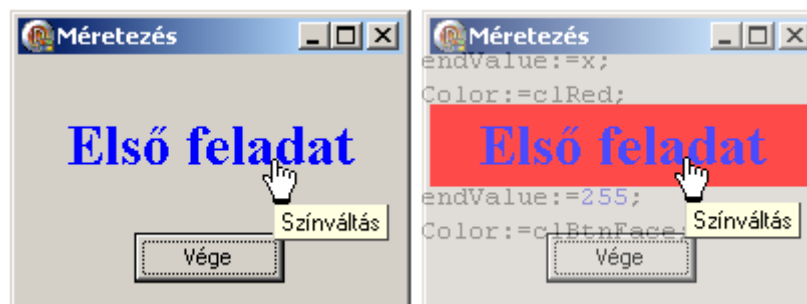 Méretezés
Első feladat
Színváltás
Vége
Méretezés
endValue:=x;
Color:=clRed;
Első feladat
endValue:=255;
Színváltás
Color:=clBtnFace;
Vége